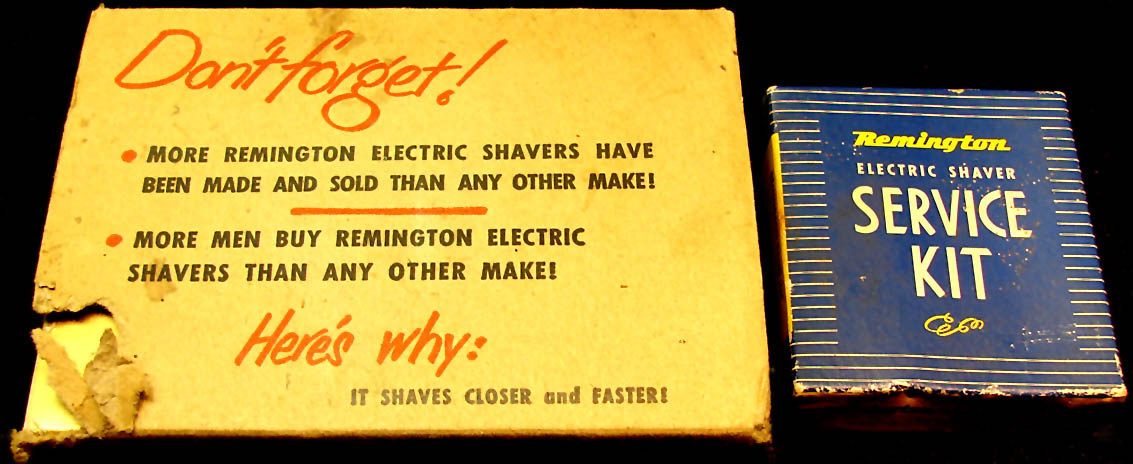 Don't forget!
• MORE REMINGTON ELECTRIC SHAVERS HAVE
BEEN MADE AND SOLD THAN ANY OTHER MAKE!
• MORE MEN BUY REMINGTON ELECTRIC
SHAVERS THAN ANY OTHER MAKE!
Here's why:
IT SHAVES CLOSER and FASTER!
Remington
ELECTRIC SHAVER
SERVICE
KIT